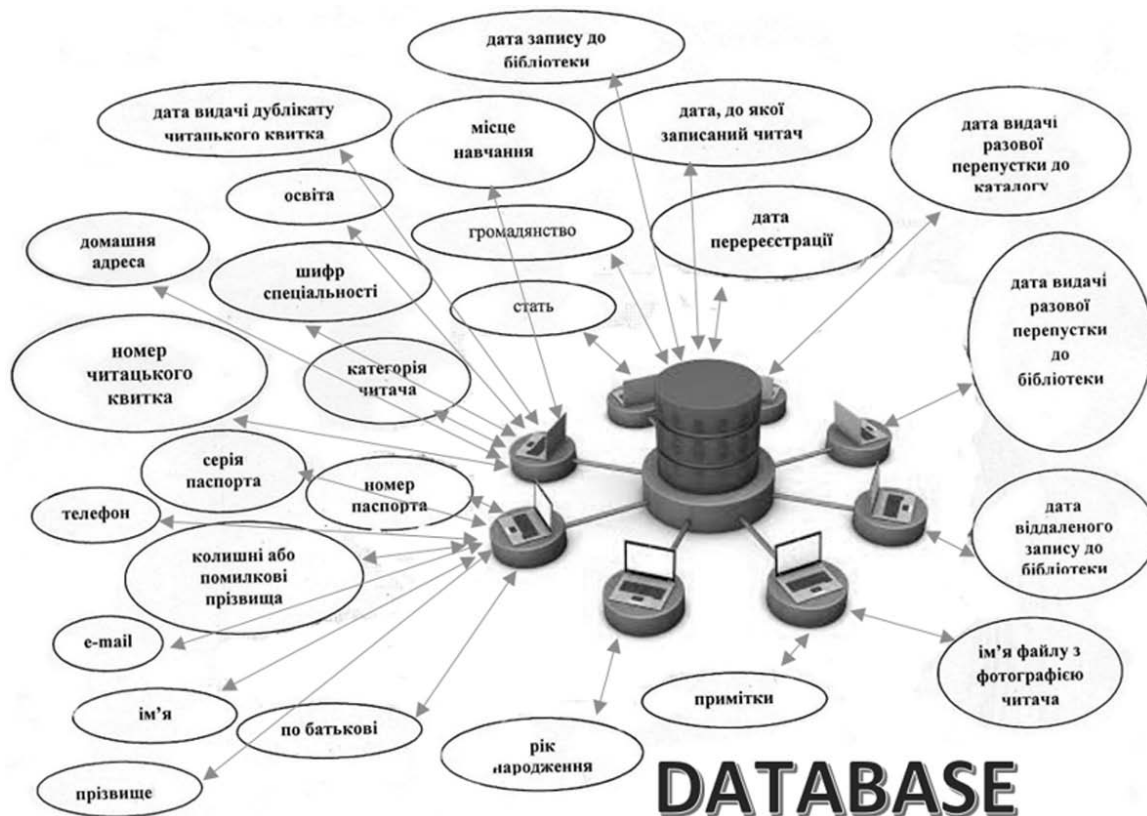 дата запису до
бібліотеки
дата видачі дублікату
читацького квитка
місце
навчання
дата, до якої
записаний читач
дата видачі
разової
перепустки до
каталогу
освіта
громадянство
дата
перереєстрації
домашня
адреса
шифр
спеціальності
стать
дата видачі
разової
перепустки
до
бібліотеки
номер
читацького
квитка
категорія
читача
серія
паспорта
номер
паспорта
телефон
колишні або
помилкові
прізвища
дата
віддаленого
запису до
бібліотеки
e-mail
ім’я
по батькові
прізвище
рік
народження
примітки
ім’я файлу з
фотографією
читача
DATABASE